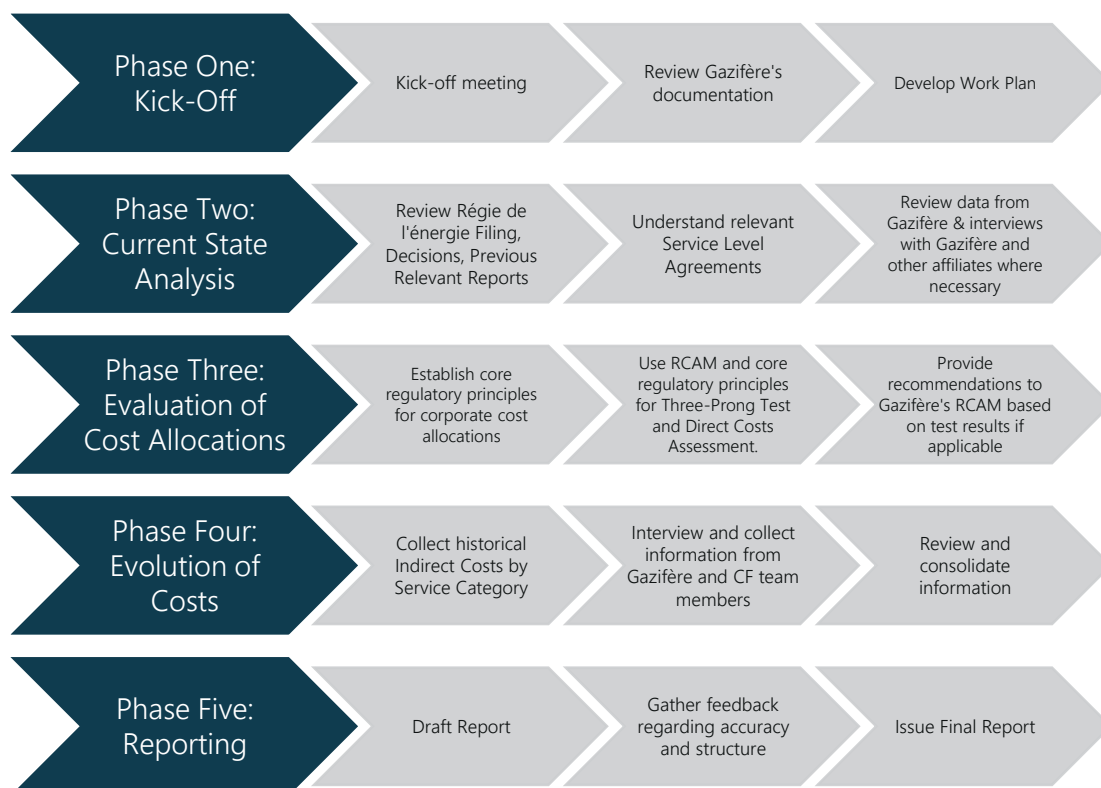 Phase One:
Kick-Off
Kick-off meeting
Review Gazifère's
documentation
Develop Work Plan
Phase Two:
Current State
Analysis
Review Régie de
l'énergie Filing,
Decisions, Previous
Relevant Reports
Understand relevant
Service Level
Agreements
Review data from
Gazifère & interviews
with Gazifère and
other affiliates where
necessary
Phase Three:
Evaluation of
Cost Allocations
Establish core
regulatory principles
for corporate cost
allocations
Use RCAM and core
regulatory principles
for Three-Prong Test
and Direct Costs
Assessment.
Provide
recommendations to
Gazifère's RCAM based
on test results if
applicable
Phase Four:
Evolution of
Costs
Collect historical
Indirect Costs by
Service Category
Interview and collect
information from
Gazifère and CF team
members
Review and
consolidate
information
Phase Five:
Reporting
Draft Report
Gather feedback
regarding accuracy
and structure
Issue Final Report